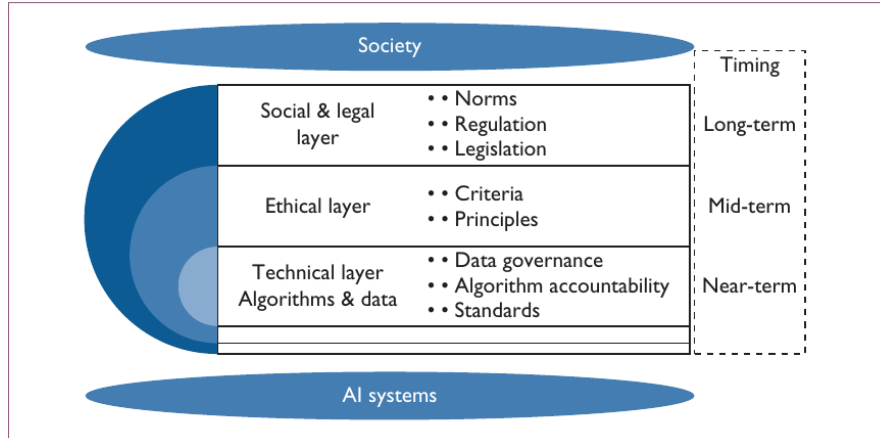 Society
Timing
Social & legal
layer
• • Norms
• • Regulation
• • Legislation
Long-term
Ethical layer
• • Criteria
• • Principles
Mid-term
Technical layer
Algorithms & data
• • Data governance
• • Algorithm accountability
• • Standards
Near-term
AI systems